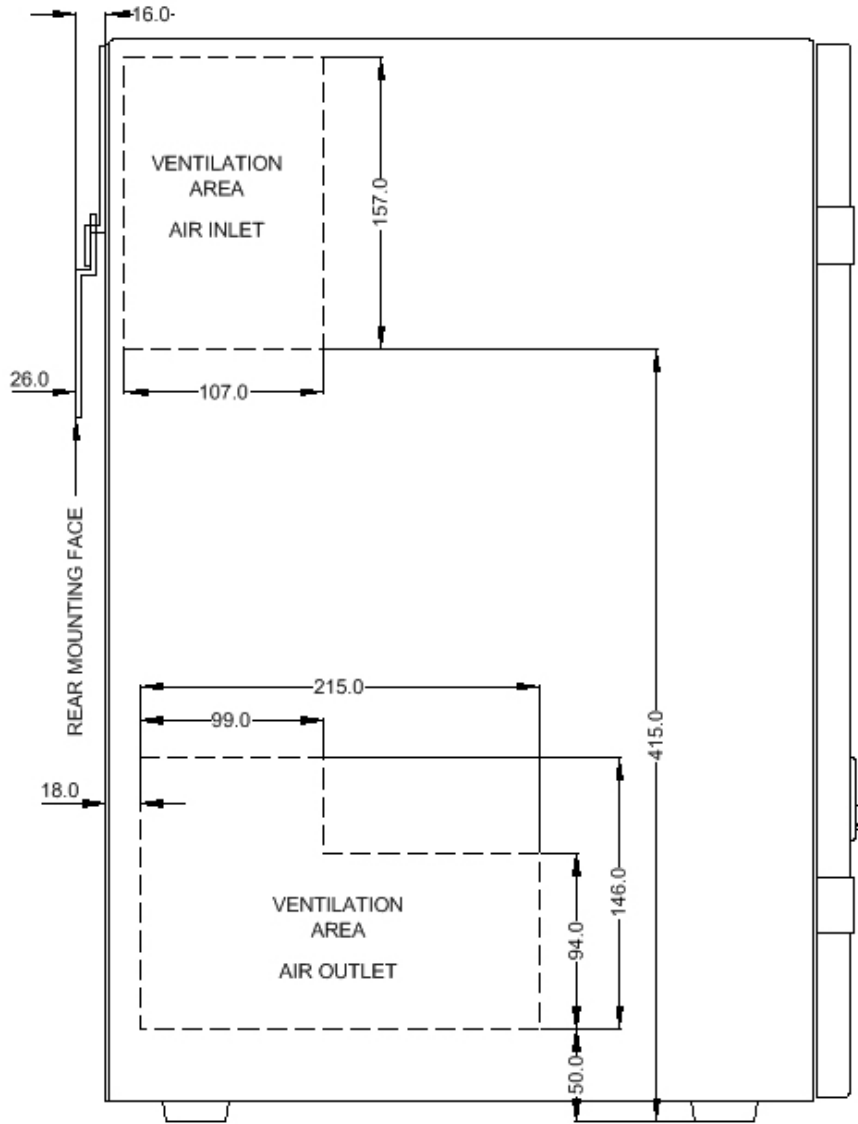 16.0
VENTILATION
AREA
AIR INLET
157.0
26.0
107.0
REAR MOUNTING FACE
215.0
99.0
415.0
18.0
146.0
VENTILATION
AREA
AIR OUTLET
94.0
50.0